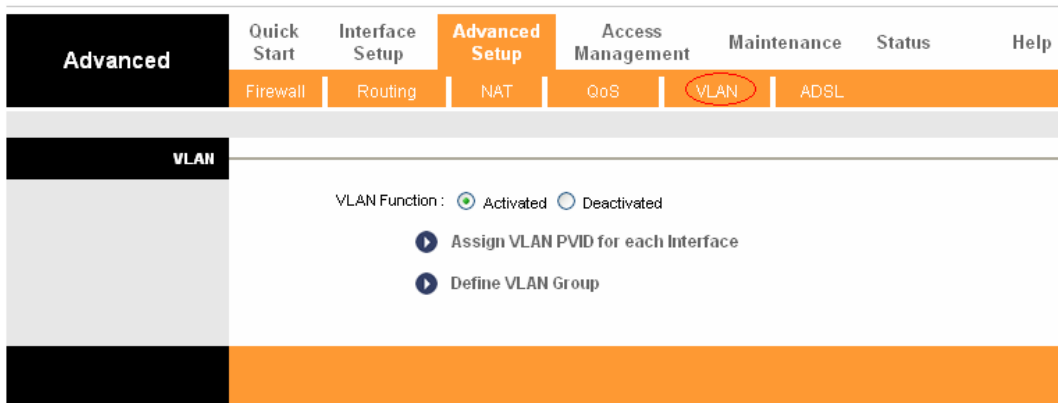 Advanced
Quick Start
Interface Setup
Advanced Setup
Access Management
Maintenance
Status
Help
Firewall
Routing
NAT
QoS
VLAN
ADSL
VLAN
VLAN Function : Activated Deactivated
Assign VLAN PVID for each Interface
Define VLAN Group